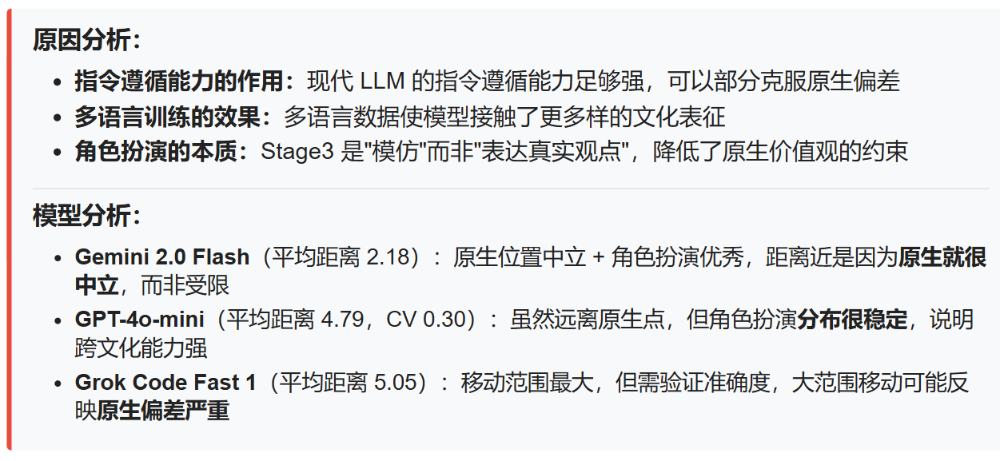 原因分析：
指令遵循能力的作用：现代 LLM 的指令遵循能力足够强，可以部分克服原生偏差
多语言训练的效果：多语言数据使模型接触了更多样的文化表征
角色扮演的本质：Stage3 是"模仿"而非"表达真实观点"，降低了原生价值观的约束
模型分析：
Gemini 2.0 Flash（平均距离 2.18）：原生位置中立 + 角色扮演优秀，距离近是因为原生就很
中立，而非受限
GPT-4o-mini（平均距离 4.79，CV 0.30）：虽然远离原生点，但角色扮演分布很稳定，说明
跨文化能力强
Grok Code Fast 1（平均距离 5.05）：移动范围最大，但需验证准确度，大范围移动可能反
映原生偏差严重